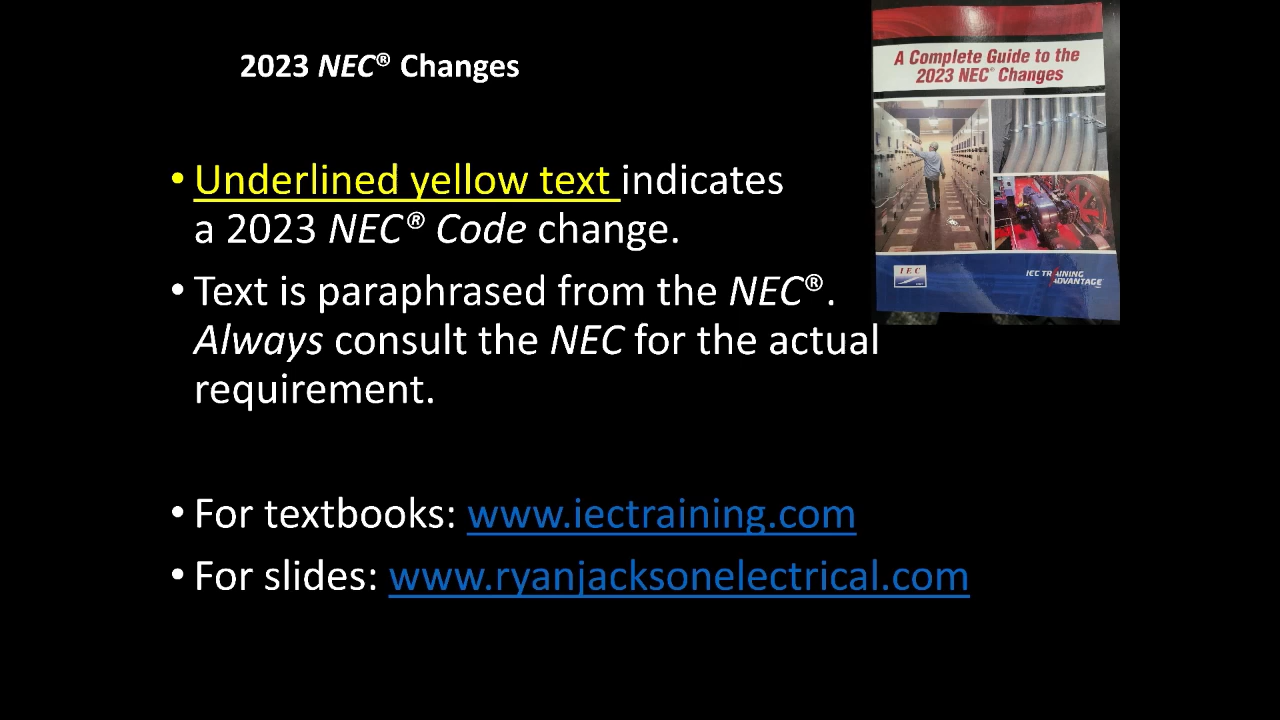 2023 NEC® Changes
A Complete Guide to the
2023 NEC® Changes
• Underlined yellow text indicates
a 2023 NEC® Code change.
• Text is paraphrased from the NEC®.
Always consult the NEC for the actual
requirement.
IEC
IEC TRAINING
ADVANTAGE
• For textbooks: www.iectraining.com
• For slides: www.ryanjacksonelectrical.com